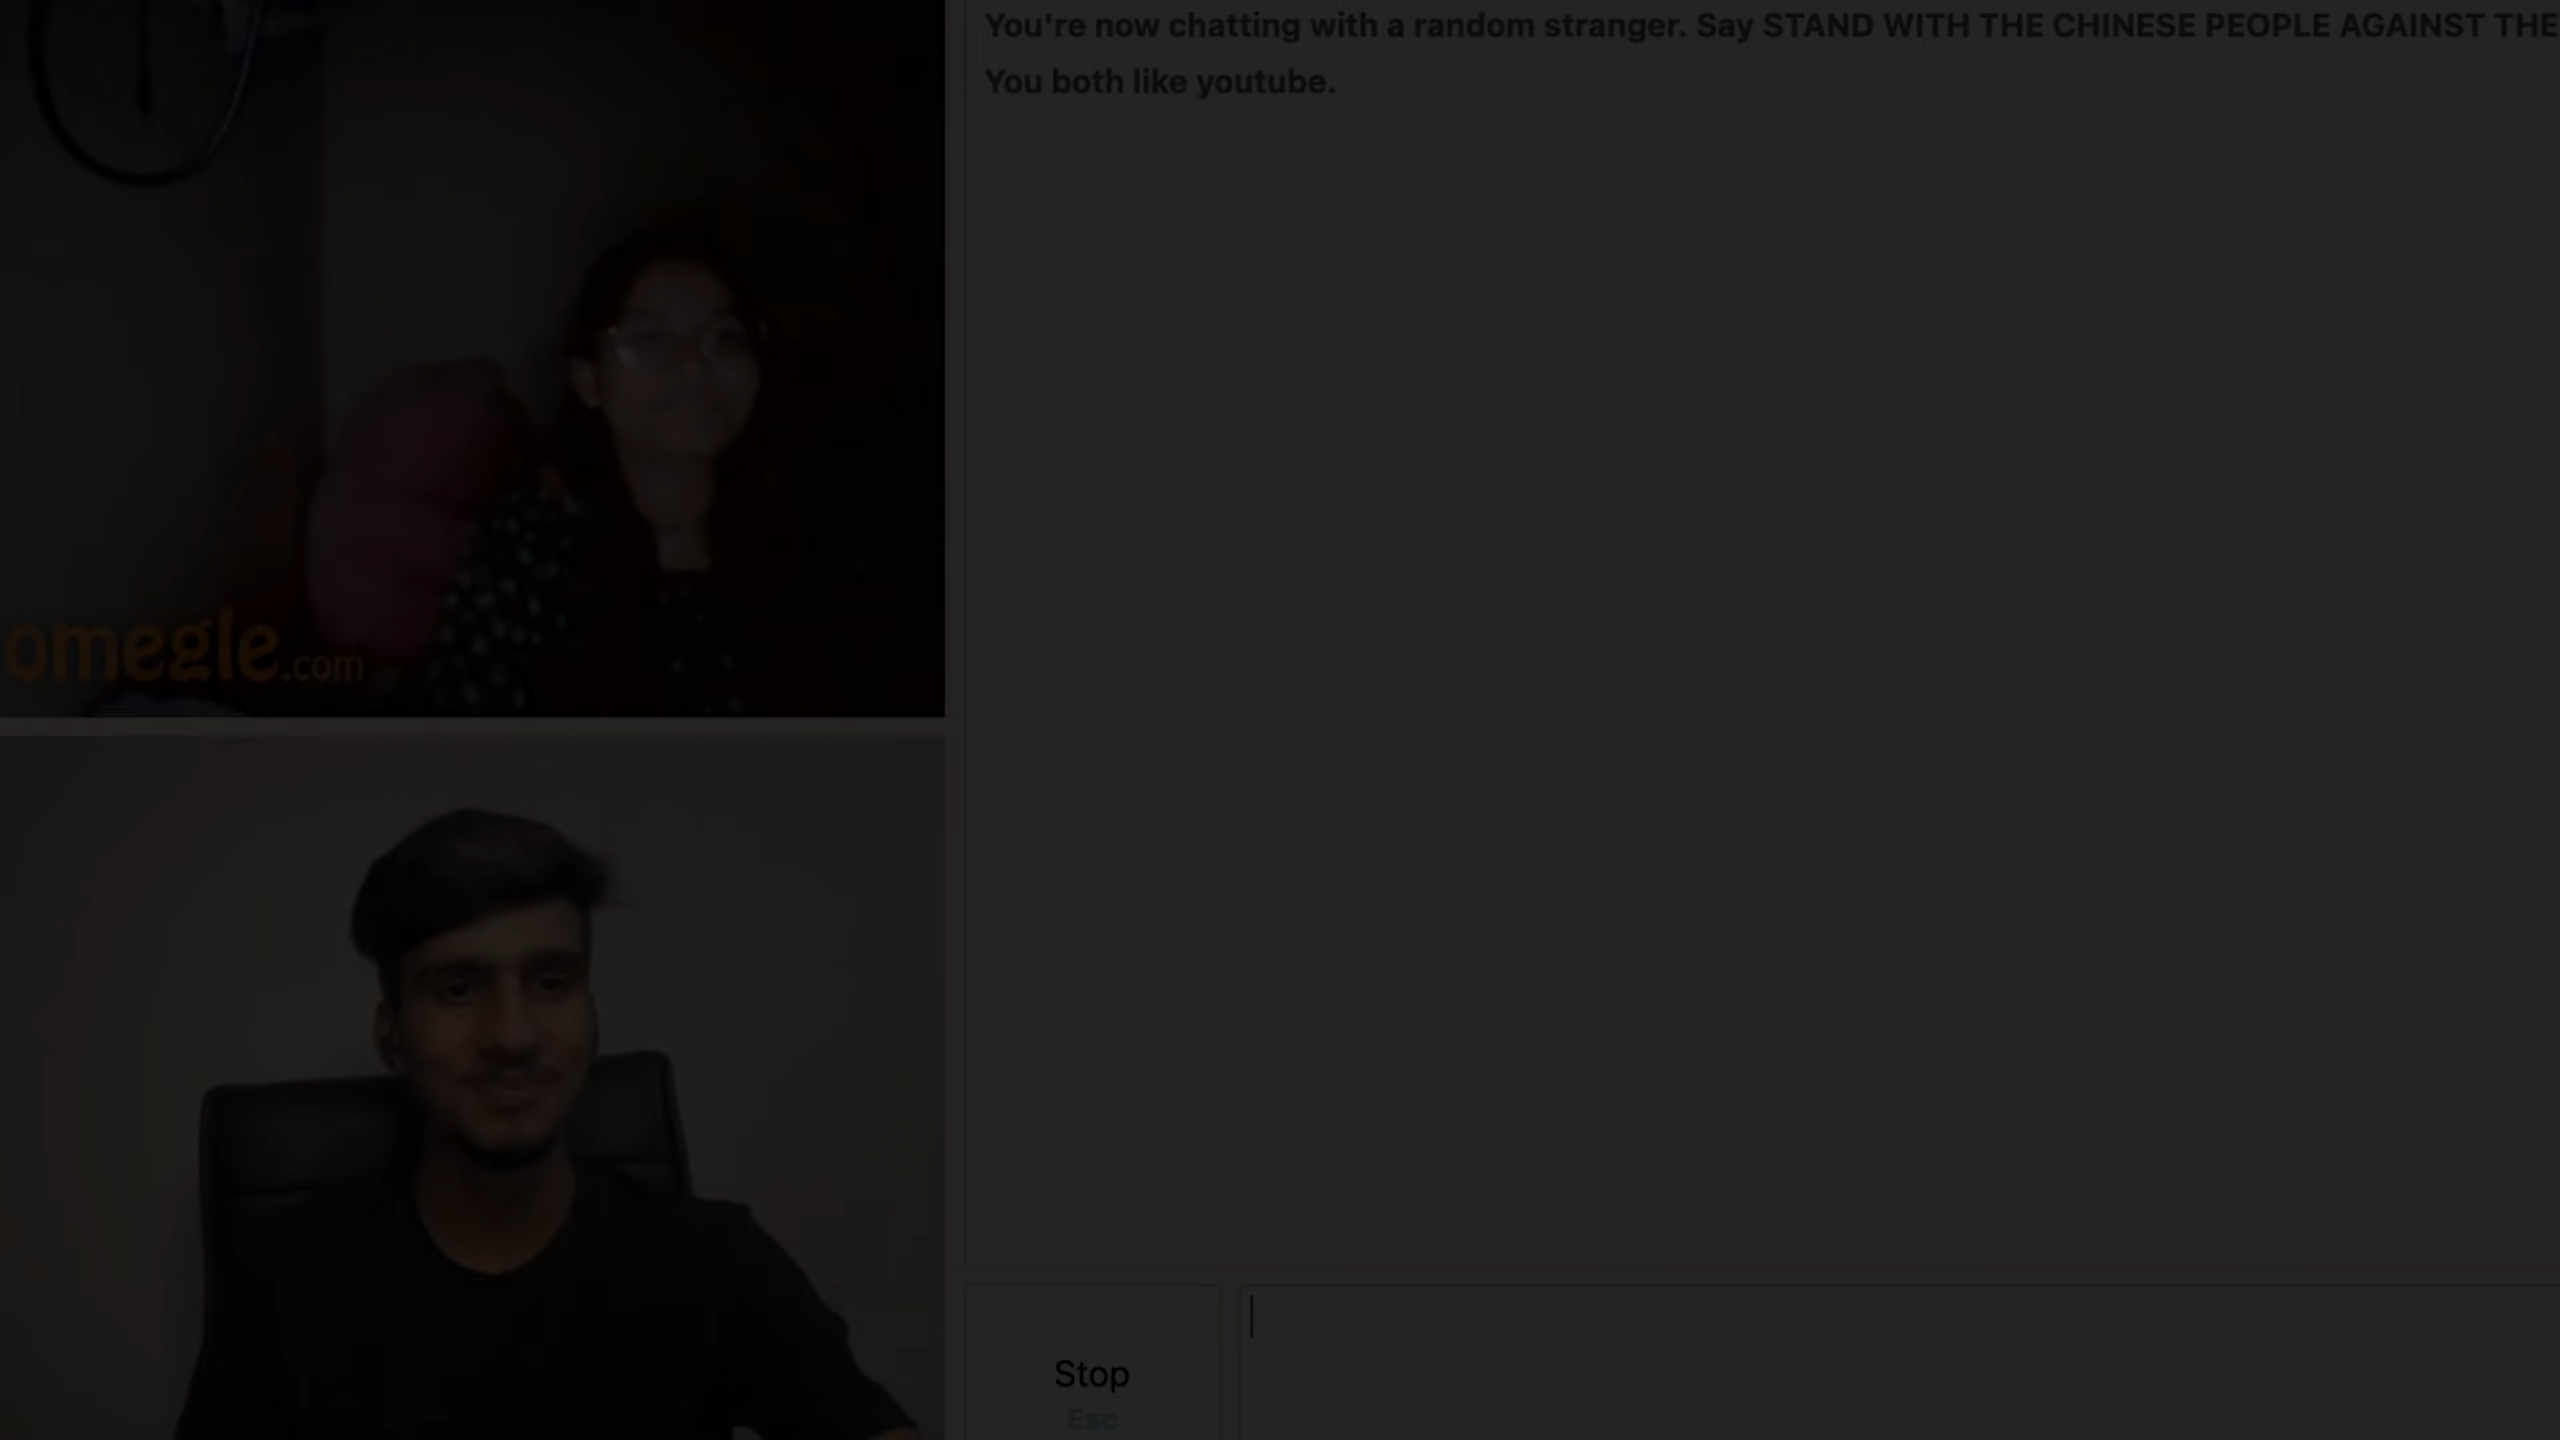 You're now chatting with a random stranger. Say STAND WITH THE CHINESE PEOPLE AGAINST THE
You both like youtube.
omegle.com
Stop
Esc